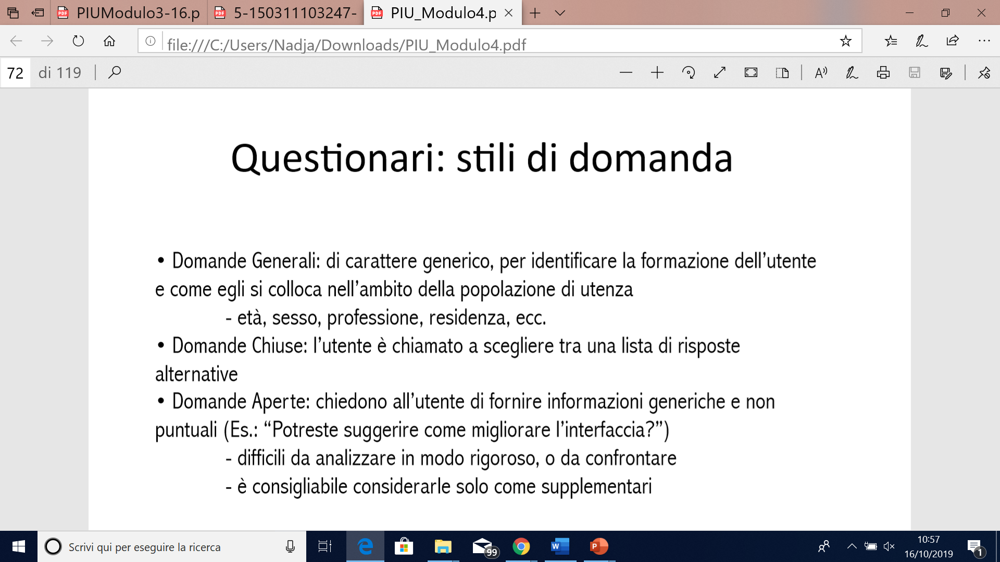 PIUModulo3-16.p
5-150311103247-
PIU_Modulo4.p
file:///C:/Users/Nadja/Downloads/PIU_Modulo4.pdf
72 di 119
Questionari: stili di domanda
• Domande Generali: di carattere generico, per identificare la formazione dell’utente
e come egli si colloca nell’ambito della popolazione di utenza
- età, sesso, professione, residenza, ecc.
• Domande Chiuse: l’utente è chiamato a scegliere tra una lista di risposte
alternative
• Domande Aperte: chiedono all’utente di fornire informazioni generiche e non
puntuali (Es.: “Potreste suggerire come migliorare l’interfaccia?”)
- difficili da analizzare in modo rigoroso, o da confrontare
- è consigliabile considerarle solo come supplementari
Scrivi qui per eseguire la ricerca
99
10:57
16/10/2019
1